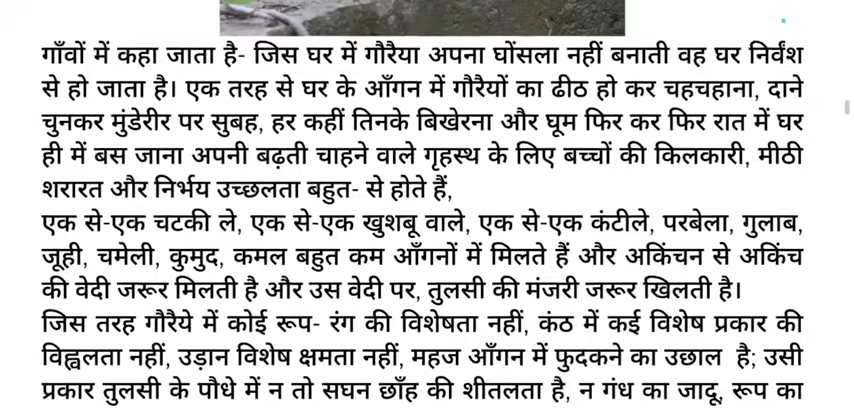 गाँवों में कहा जाता है- जिस घर में गौरैया अपना घोंसला नहीं बनाती वह घर निर्वंश
से हो जाता है। एक तरह से घर के आँगन में गौरैयों का ढीठ हो कर चहचहाना, दाने
चुनकर मुंडेरीर पर सुबह, हर कहीं तिनके बिखेरना और घूम फिर कर फिर रात में घर
ही में बस जाना अपनी बढ़ती चाहने वाले गृहस्थ के लिए बच्चों की किलकारी, मीठी
शरारत और निर्भय उच्छलता बहुत- से होते हैं,
एक से-एक चटकी ले, एक से-एक खुशबू वाले, एक से-एक कंटीले, परबेला, गुलाब,
जूही, चमेली, कुमुद, कमल बहुत कम आँगनों में मिलते हैं और अकिंचन से अकिंच
की वेदी जरूर मिलती है और उस वेदी पर, तुलसी की मंजरी जरूर खिलती है।
जिस तरह गौरैये में कोई रूप- रंग की विशेषता नहीं, कंठ में कई विशेष प्रकार की
विह्वलता नहीं, उड़ान विशेष क्षमता नहीं, महज आँगन में फुदकने का उछाल है; उसी
प्रकार तुलसी के पौधे में न तो सघन छाँह की शीतलता है, न गंध का जादू, रूप का